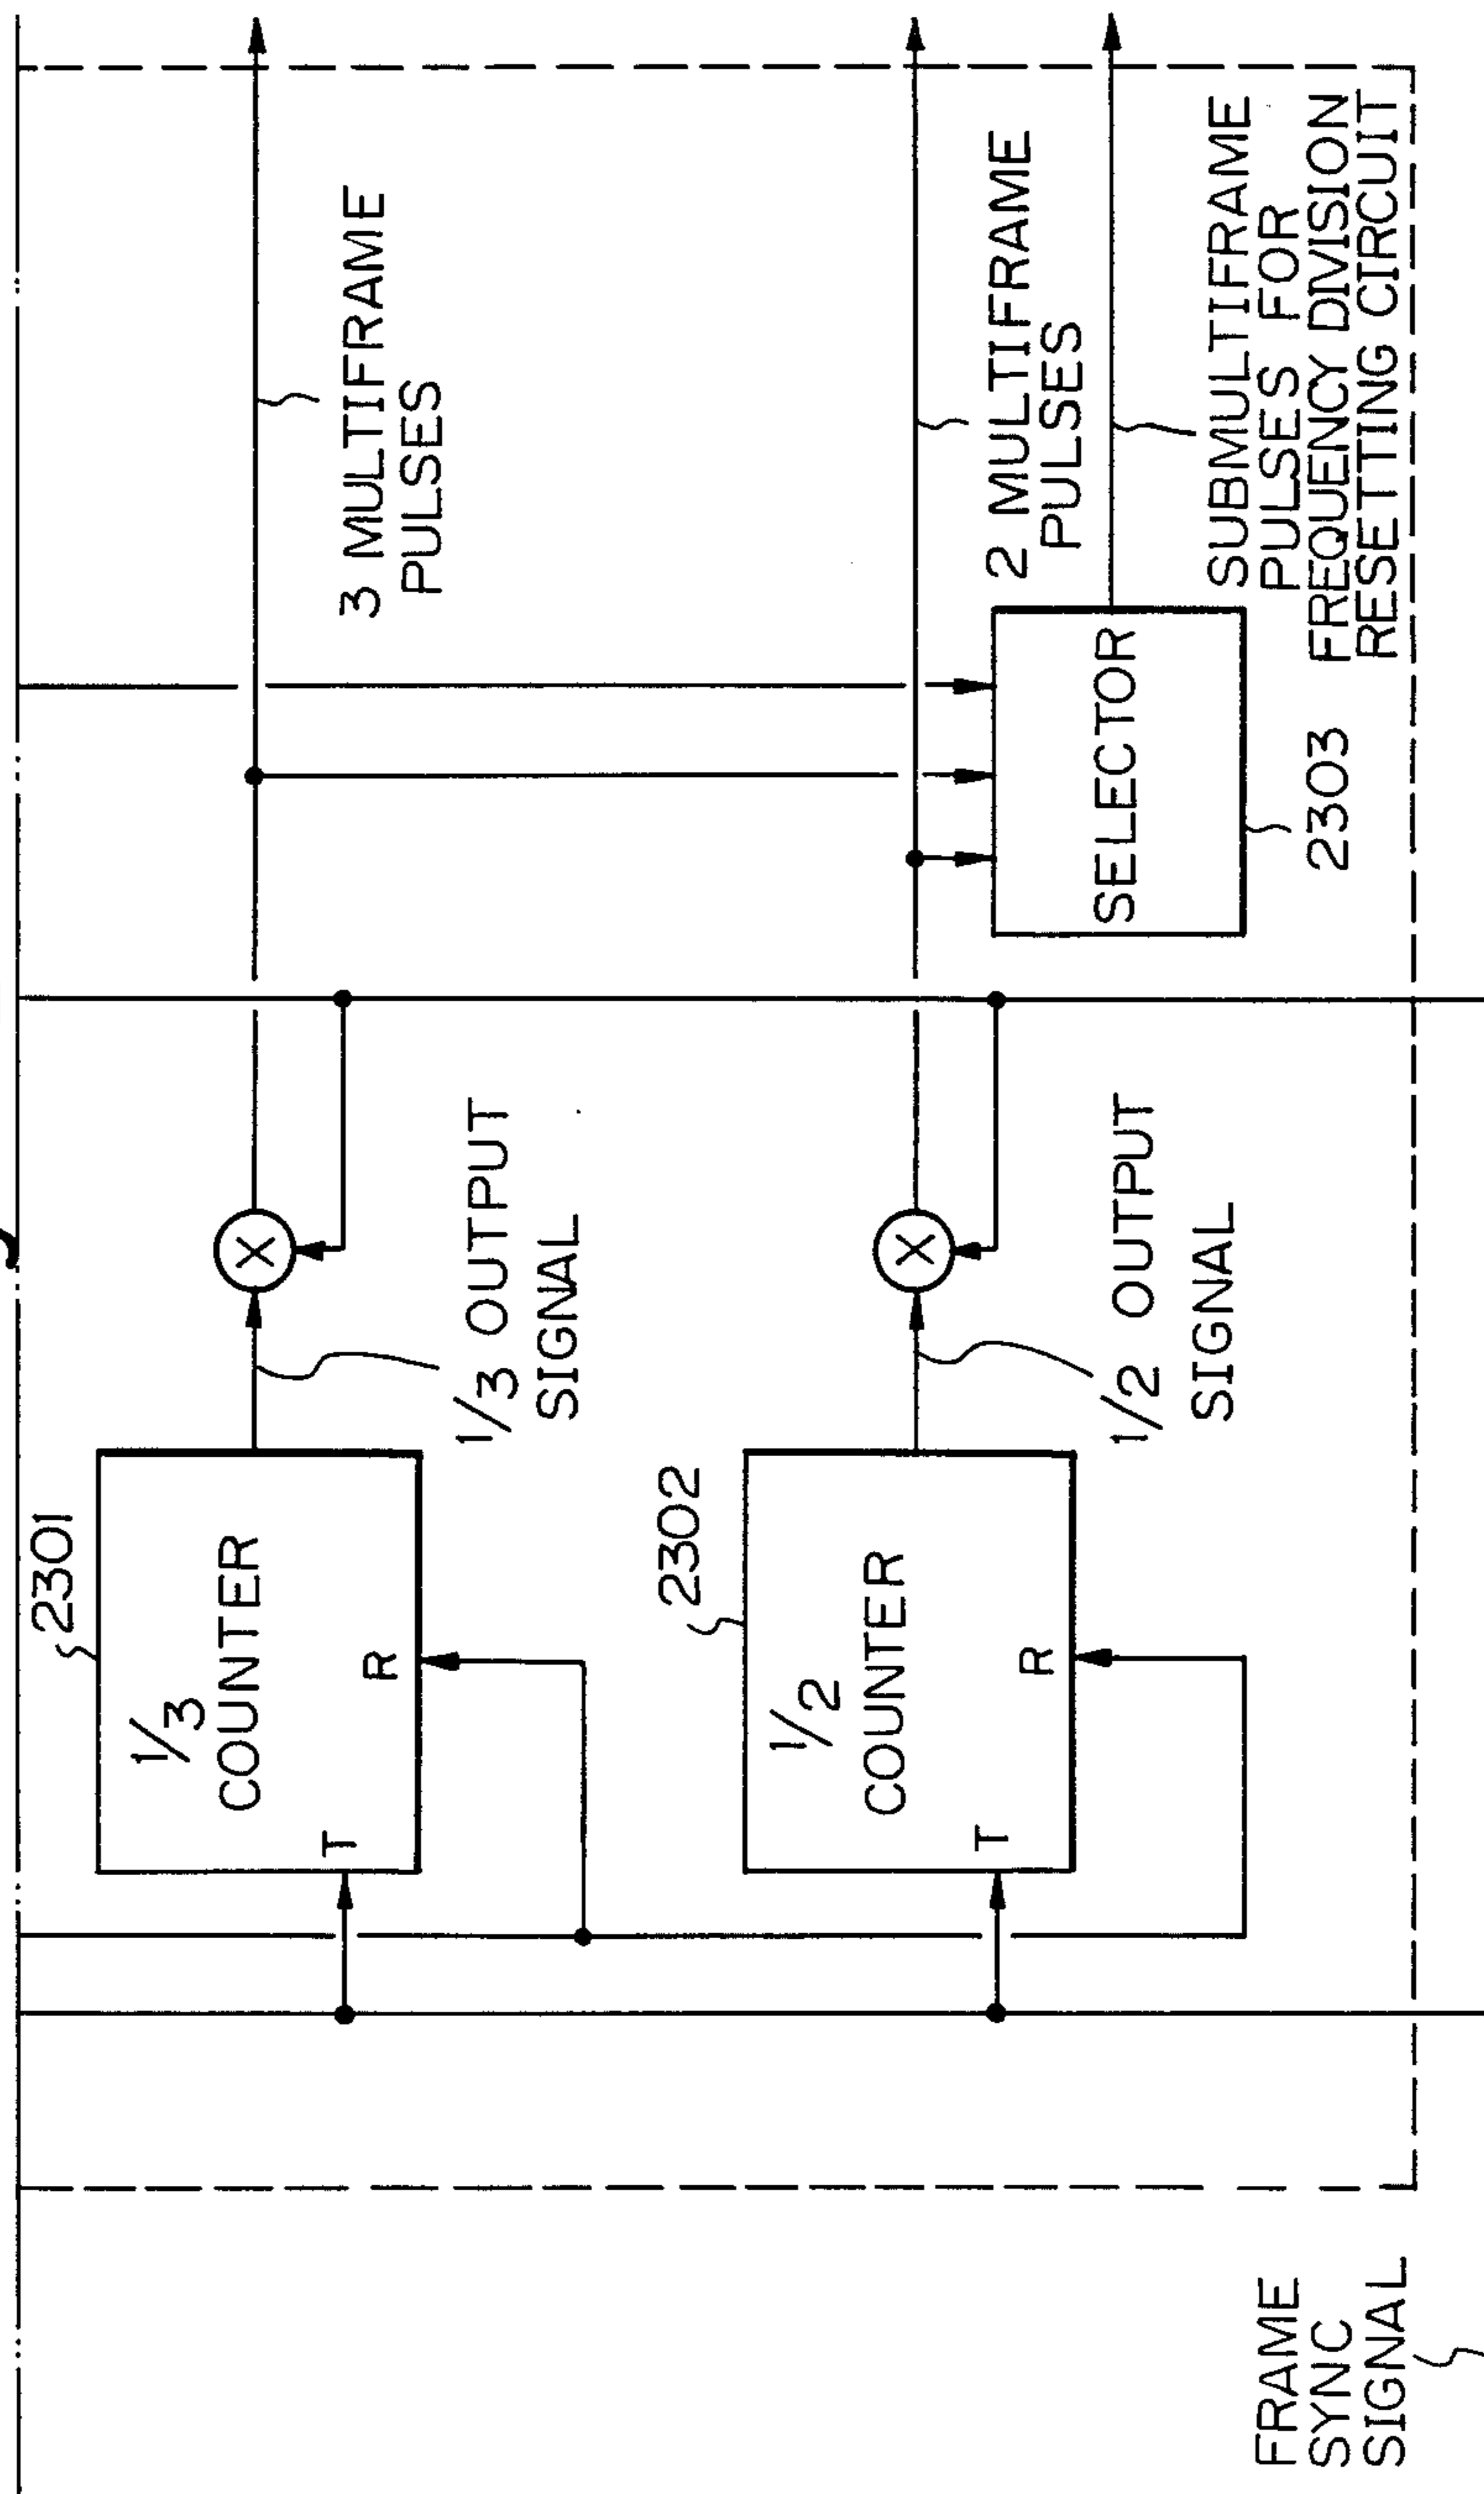 2301
1/3
COUNTER
T
R
1/3 OUTPUT
SIGNAL
3 MULTIFRAME
PULSES
2302
1/2
COUNTER
T
R
1/2 OUTPUT
SIGNAL
2 MULTIFRAME
PULSES
SELECTOR
2303
SUBMULTIFRAME
PULSES FOR
FREQUENCY DIVISION
RESETTING CIRCUIT
FRAME
SYNC
SIGNAL
X
X